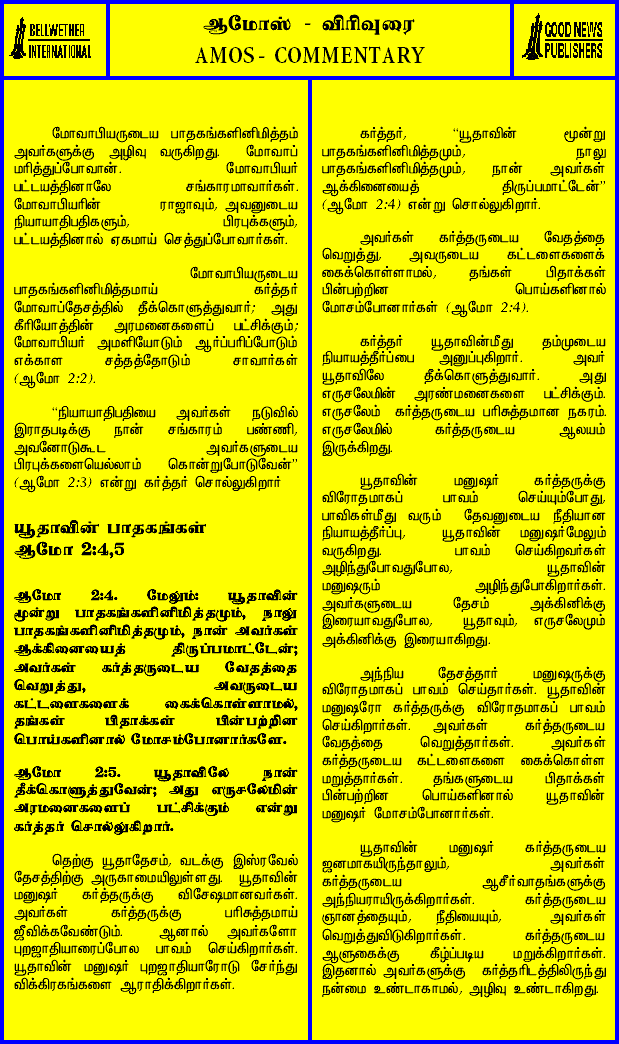 BELLWETHER
INTERNATIONAL
ஆமோஸ் - விரிவுரை
AMOS - COMMENTARY
GOOD NEWS
PUBLISHERS
மோவாபியருடைய பாதகங்களினிமித்தம்
அவர்களுக்கு அழிவு வருகிறது. மோவாப்
மரித்துப்போவான். மோவாபியர்
பட்டயத்தினாலே சங்காரமாவார்கள்.
மோவாபியரின் ராஜாவும், அவனுடைய
நியாயாதிபதிகளும், பிரபுக்களும்,
பட்டயத்தினால் ஏகமாய் செத்துப்போவார்கள்.
மோவாபியருடைய
பாதகங்களினிமித்தமாய் கர்த்தர்
மோவாப்தேசத்தில் தீக்கொளுத்துவார்; அது
கீரியோத்தின் அரமனைகளைப் பட்சிக்கும்;
மோவாபியர் அமளியோடும் ஆர்ப்பரிப்போடும்
எக்காள சத்தத்தோடும் சாவார்கள்
(ஆமோ 2:2).
"நியாயாதிபதியை அவர்கள் நடுவில்
இராதபடிக்கு நான் சங்காரம் பண்ணி,
அவனோடுகூட அவர்களுடைய
பிரபுக்களையெல்லாம் கொன்றுபோடுவேன்"
(ஆமோ 2:3) என்று கர்த்தர் சொல்லுகிறார்
யூதாவின் பாதகங்கள்
ஆமோ 2:4,5
ஆமோ 2:4. மேலும்: யூதாவின்
மூன்று பாதகங்களினிமித்தமும், நாலு
பாதகங்களினிமித்தமும், நான் அவர்கள்
ஆக்கினையைத் திருப்பமாட்டேன்;
அவர்கள் கர்த்தருடைய வேதத்தை
வெறுத்து, அவருடைய
கட்டளைகளைக் கைக்கொள்ளாமல்,
தங்கள் பிதாக்கள் பின்பற்றின
பொய்களினால் மோசம்போனார்களே.
ஆமோ 2:5. யூதாவிலே நான்
தீக்கொளுத்துவேன்; அது எருசலேமின்
அரமனைகளைப் பட்சிக்கும் என்று
கர்த்தர் சொல்லுகிறார்.
தெற்கு யூதாதேசம், வடக்கு இஸ்ரவேல்
தேசத்திற்கு அருகாமையிலுள்ளது. யூதாவின்
மனுஷர் கர்த்தருக்கு விசேஷமானவர்கள்.
அவர்கள் கர்த்தருக்கு பரிசுத்தமாய்
ஜீவிக்கவேண்டும். ஆனால் அவர்களோ
புறஜாதியாரைப்போல பாவம் செய்கிறார்கள்.
யூதாவின் மனுஷர் புறஜாதியாரோடு சேர்ந்து
விக்கிரகங்களை ஆராதிக்கிறார்கள்.
கர்த்தர், "யூதாவின் மூன்று
பாதகங்களினிமித்தமும், நாலு
பாதகங்களினிமித்தமும், நான் அவர்கள்
ஆக்கினையைத் திருப்பமாட்டேன்"
(ஆமோ 2:4) என்று சொல்லுகிறார்.
அவர்கள் கர்த்தருடைய வேதத்தை
வெறுத்து, அவருடைய கட்டளைகளைக்
கைக்கொள்ளாமல், தங்கள் பிதாக்கள்
பின்பற்றின பொய்களினால்
மோசம்போனார்கள் (ஆமோ 2:4).
கர்த்தர் யூதாவின்மீது தம்முடைய
நியாயத்தீர்ப்பை அனுப்புகிறார். அவர்
யூதாவிலே தீக்கொளுத்துவார். அது
எருசலேமின் அரண்மனைகளை பட்சிக்கும்.
எருசலேம் கர்த்தருடைய பரிசுத்தமான நகரம்.
எருசலேமில் கர்த்தருடைய ஆலயம்
இருக்கிறது.
யூதாவின் மனுஷர் கர்த்தருக்கு
விரோதமாகப் பாவம் செய்யும்போது,
பாவிகள்மீது வரும் தேவனுடைய நீதியான
நியாயத்தீர்ப்பு, யூதாவின் மனுஷர்மேலும்
வருகிறது. பாவம் செய்கிறவர்கள்
அழிந்துபோவதுபோல, யூதாவின்
மனுஷரும் அழிந்துபோகிறார்கள்.
அவர்களுடைய தேசம் அக்கினிக்கு
இரையாவதுபோல, யூதாவும், எருசலேமும்
அக்கினிக்கு இரையாகிறது.
அந்நிய தேசத்தார் மனுஷருக்கு
விரோதமாகப் பாவம் செய்தார்கள். யூதாவின்
மனுஷரோ கர்த்தருக்கு விரோதமாகப் பாவம்
செய்கிறார்கள். அவர்கள் கர்த்தருடைய
வேதத்தை வெறுத்தார்கள். அவர்கள்
கர்த்தருடைய கட்டளைகளை கைக்கொள்ள
மறுத்தார்கள். தங்களுடைய பிதாக்கள்
பின்பற்றின பொய்களினால் யூதாவின்
மனுஷர் மோசம்போனார்கள்.
யூதாவின் மனுஷர் கர்த்தருடைய
ஜனமாகயிருந்தாலும், அவர்கள்
கர்த்தருடைய ஆசீர்வாதங்களுக்கு
அந்நியராயிருக்கிறார்கள். கர்த்தருடைய
ஞானத்தையும், நீதியையும், அவர்கள்
வெறுத்துவிடுகிறார்கள். கர்த்தருடைய
ஆளுகைக்கு கீழ்ப்படிய மறுக்கிறார்கள்.
இதனால் அவர்களுக்கு கர்த்தரிடத்திலிருந்து
நன்மை உண்டாகாமல், அழிவு உண்டாகிறது.